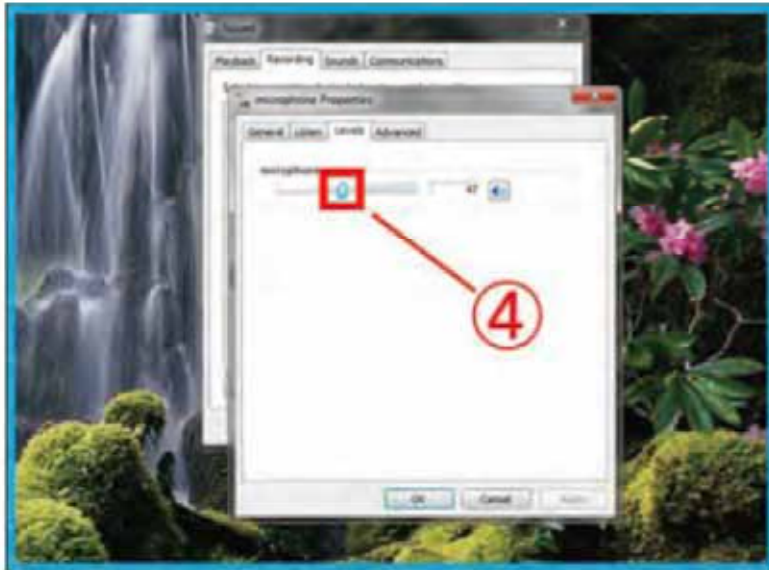 Sound
Playback Recording Sounds Communications
microphone Properties
General Listen Levels Advanced
microphone
47
④
OK Cancel Apply